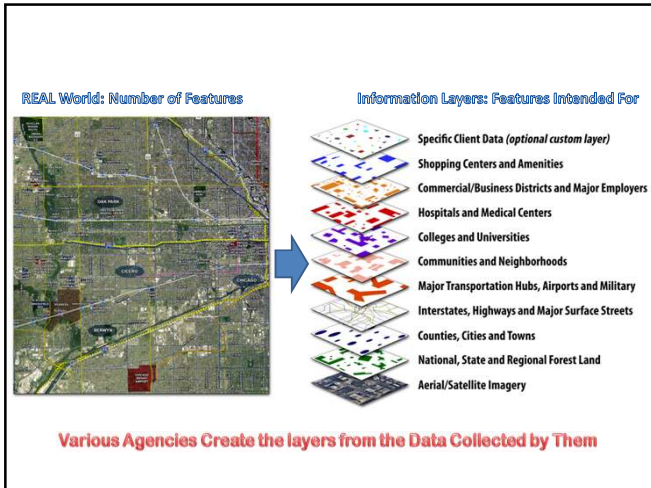 REAL World: Number of Features
Information Layers: Features Intended For
OAK PARK
CICERO
CHICAGO
BERWYN
Specific Client Data (optional custom layer)
Shopping Centers and Amenities
Commercial/Business Districts and Major Employers
Hospitals and Medical Centers
Colleges and Universities
Communities and Neighborhoods
Major Transportation Hubs, Airports and Military
Interstates, Highways and Major Surface Streets
Counties, Cities and Towns
National, State and Regional Forest Land
Aerial/Satellite Imagery
Various Agencies Create the layers from the Data Collected by Them